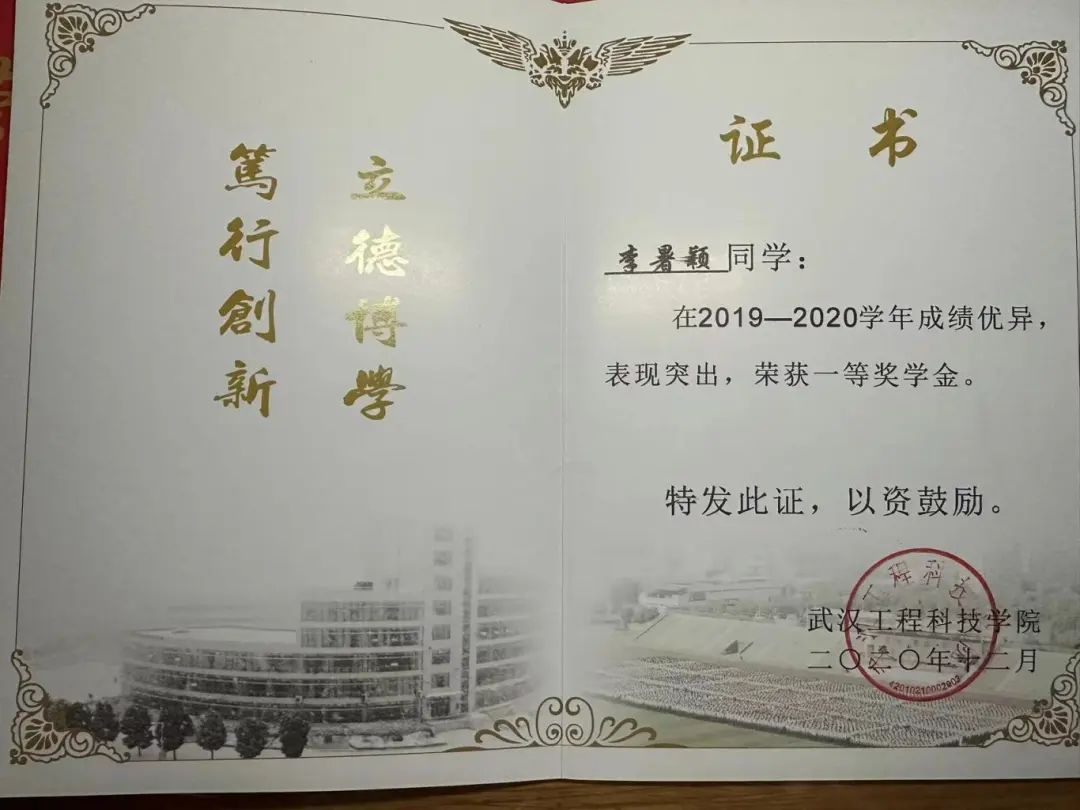 立德博學
篤行創新
证书
李暑颖同学：
在2019—2020学年成绩优异，
表现突出，荣获一等奖学金。
特发此证，以资鼓励。
武汉工程科技学院
二〇二〇年十二月